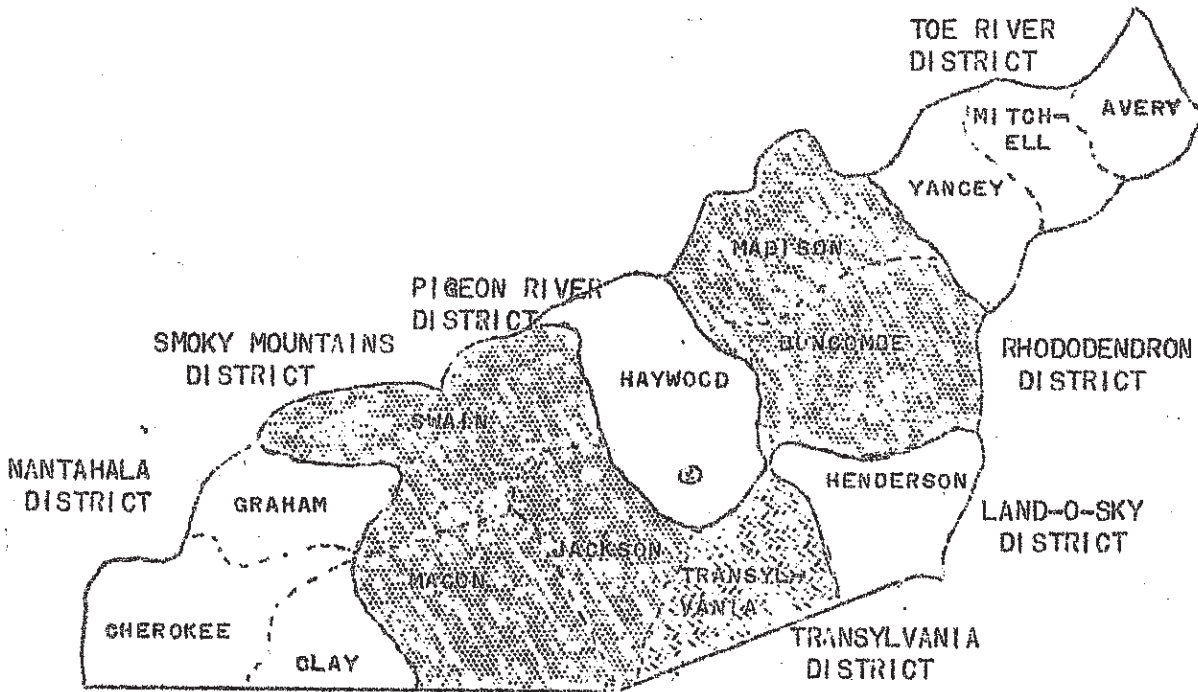 TOE RIVER
DISTRICT
MITCH-
ELL
AVERY
YANCEY
MADISON
PIGEON RIVER
DISTRICT
SMOKY MOUNTAINS
DISTRICT
HAYWOOD
BUNCOMBE
RHODODENDRON
DISTRICT
SWAIN
NANTAHALA
DISTRICT
GRAHAM
HENDERSON
LAND-O-SKY
DISTRICT
JACKSON
MACON
TRANSYL-
VANIA
CHEROKEE
CLAY
TRANSYLVANIA
DISTRICT